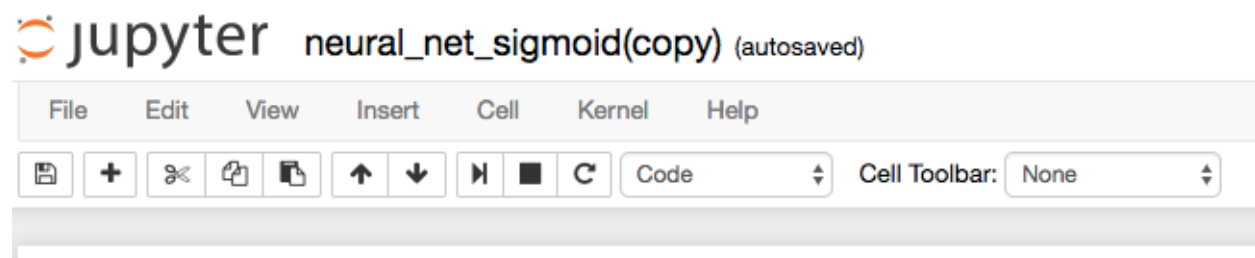 jupyter neural_net_sigmoid(copy) (autosaved)
File Edit View Insert Cell Kernel Help
Code Cell Toolbar: None